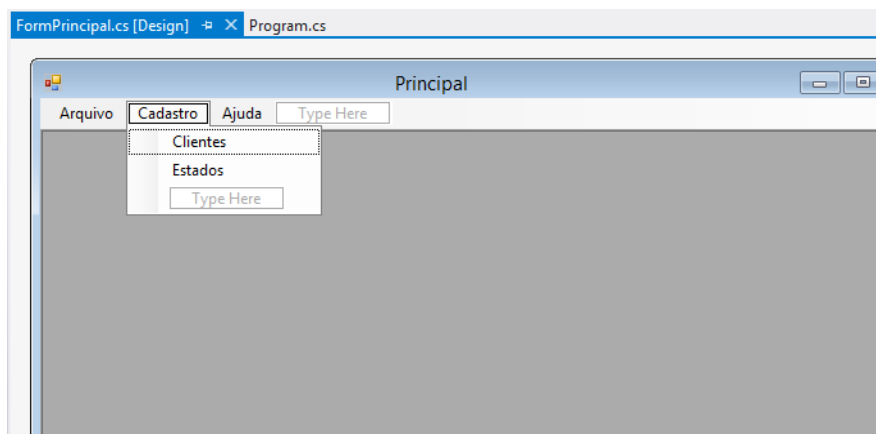 FormPrincipal.cs [Design] Program.cs
Principal
Arquivo Cadastro Ajuda Type Here
Clientes
Estados
Type Here